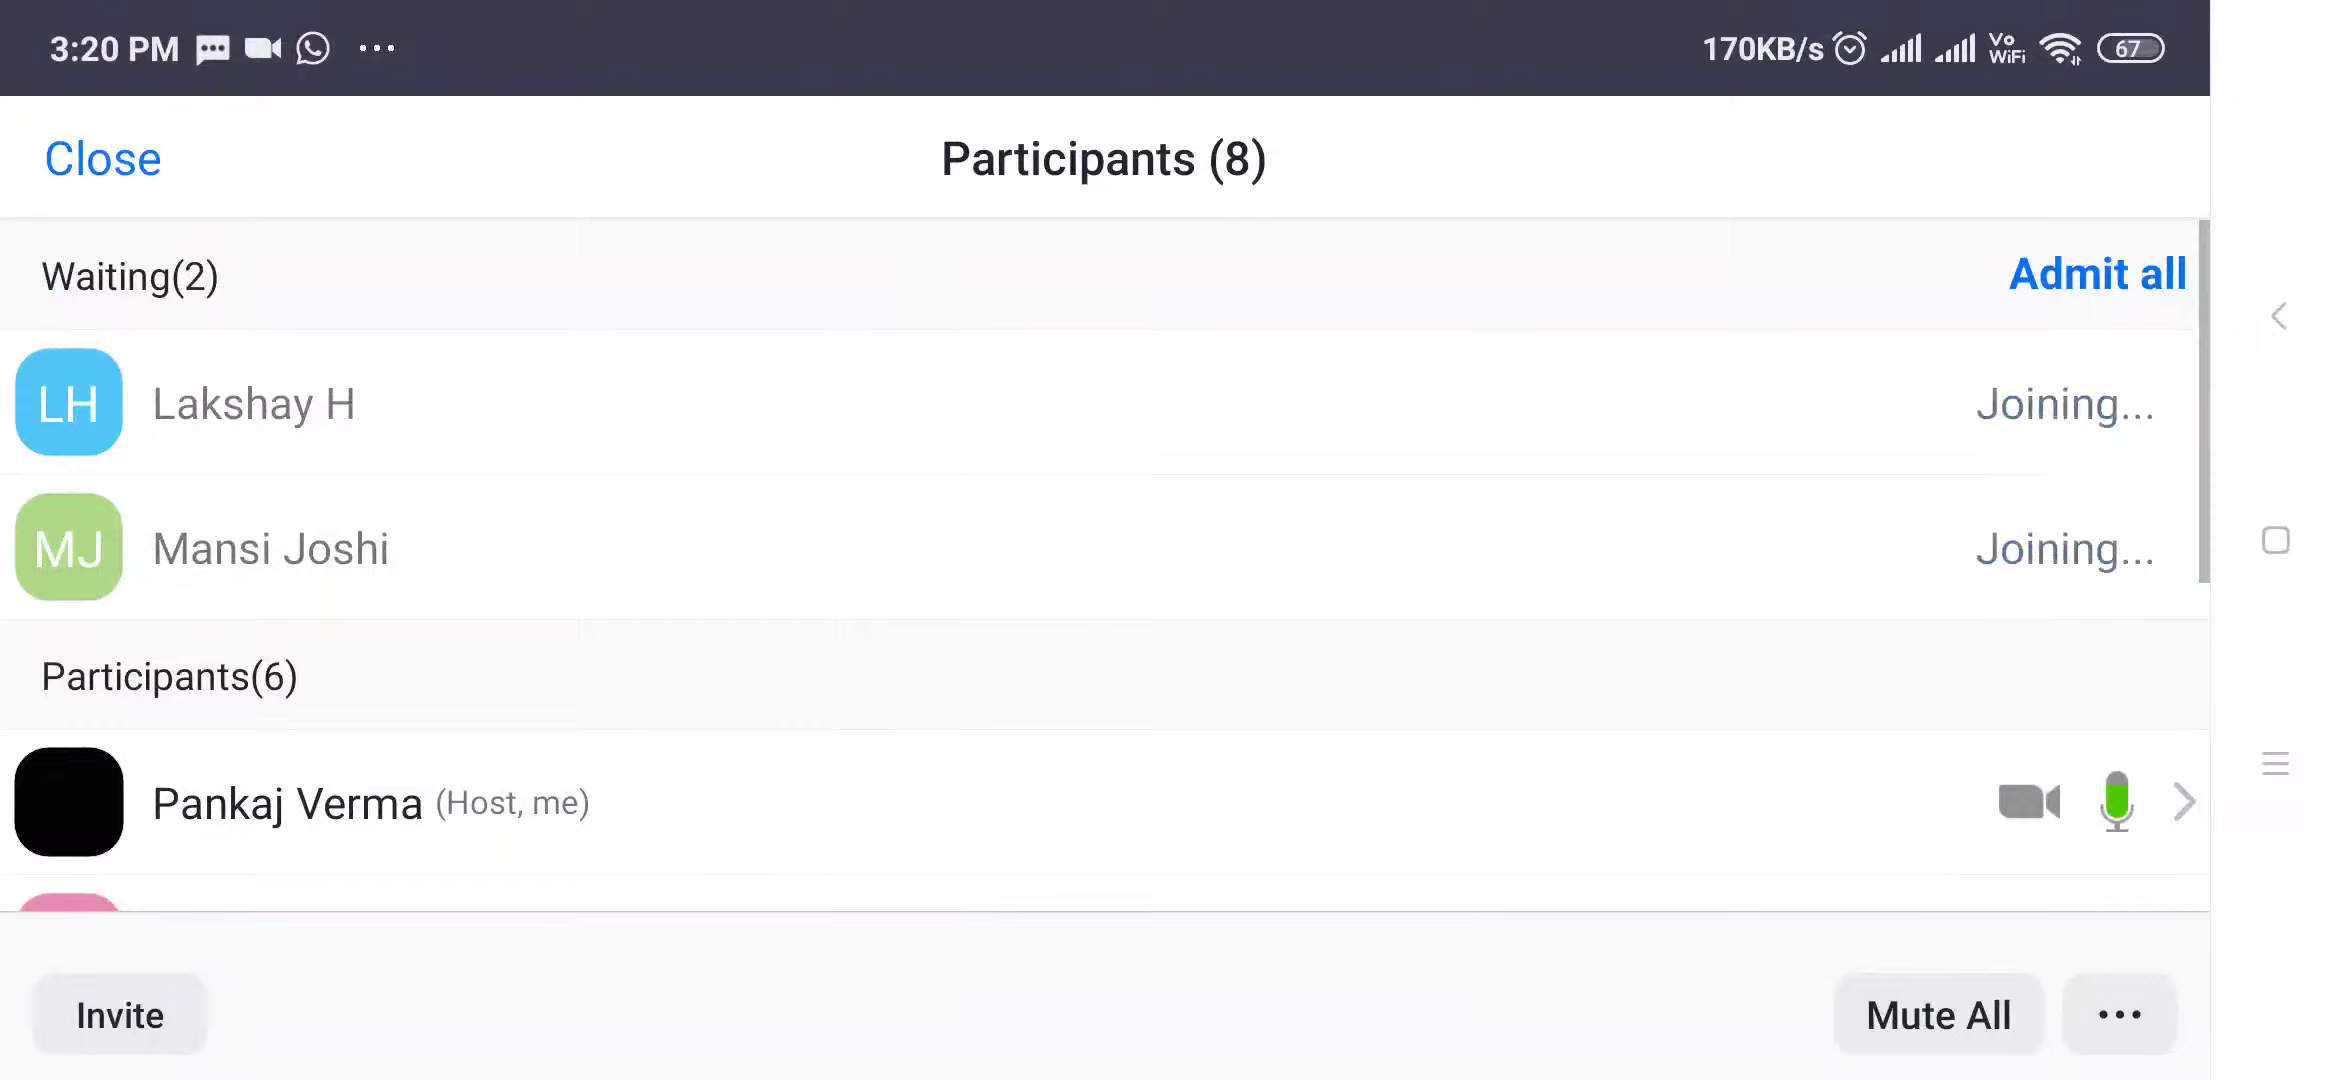 3:20 PM 170KB/s Vo WiFi 67
Close Participants (8)
Waiting(2) Admit all
LH Lakshay H Joining...
MJ Mansi Joshi Joining...
Participants(6)
Pankaj Verma (Host, me)
Invite Mute All